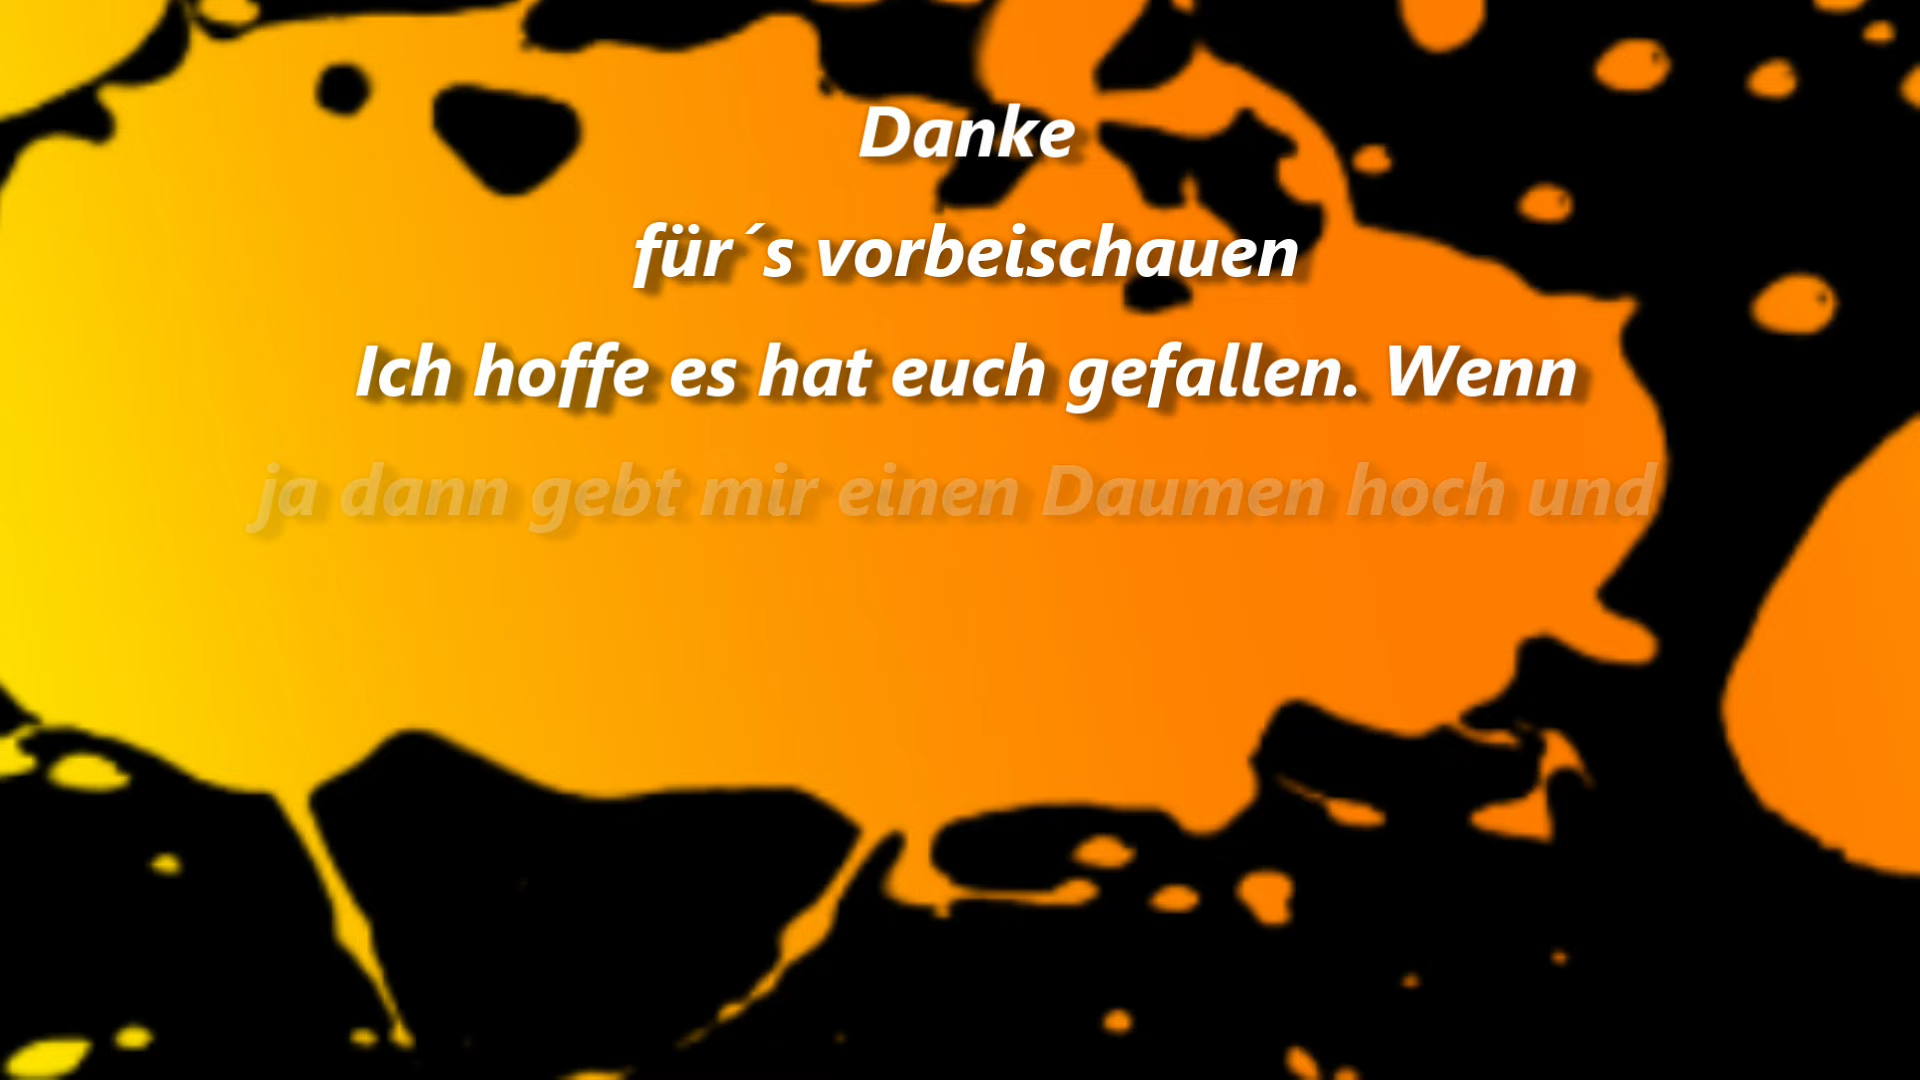 Danke
für´s vorbeischauen
Ich hoffe es hat euch gefallen. Wenn
ja dann gebt mir einen Daumen hoch und